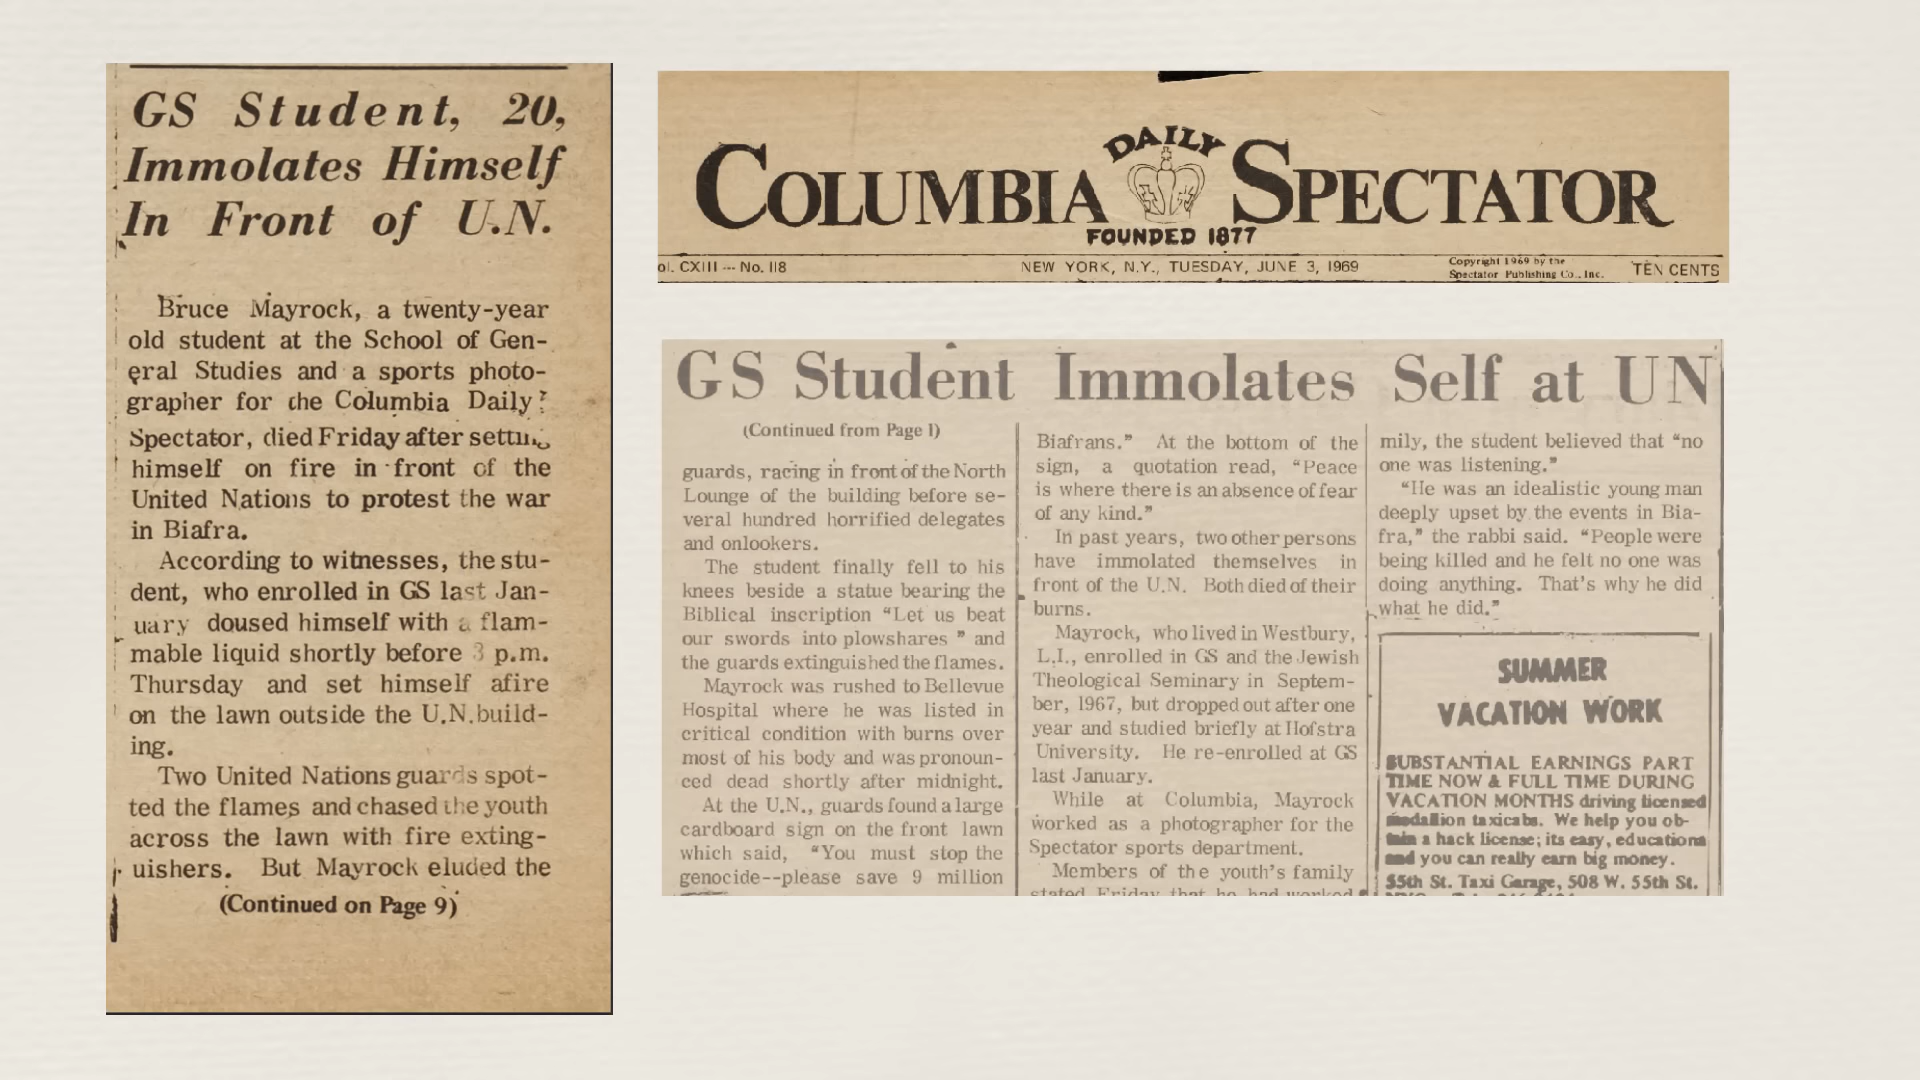 GS Student, 20,
Immolates Himself
In Front of U.N.
Bruce Mayrock, a twenty-year
old student at the School of Gen-
eral Studies and a sports photo-
grapher for the Columbia Daily
Spectator, died Friday after setting
himself on fire in front of the
United Nations to protest the war
in Biafra.
According to witnesses, the stu-
dent, who enrolled in GS last Jan-
uary doused himself with a flam-
mable liquid shortly before 3 p.m.
Thursday and set himself afire
on the lawn outside the U.N. build-
ing.
Two United Nations guards spot-
ted the flames and chased the youth
across the lawn with fire exting-
uishers. But Mayrock eluded the
(Continued on Page 9)
COLUMBIA DAILY SPECTATOR
FOUNDED 1877
ol. CXIII -- No. 118
NEW YORK, N.Y., TUESDAY, JUNE 3, 1969
Copyright 1969 by the
Spectator Publishing Co., Inc.
TEN CENTS
GS Student Immolates Self at UN
(Continued from Page 1)
guards, racing in front of the North
Lounge of the building before se-
veral hundred horrified delegates
and onlookers.
The student finally fell to his
knees beside a statue bearing the
Biblical inscription "Let us beat
our swords into plowshares " and
the guards extinguished the flames.
Mayrock was rushed to Bellevue
Hospital where he was listed in
critical condition with burns over
most of his body and was pronoun-
ced dead shortly after midnight.
At the U.N., guards found a large
cardboard sign on the front lawn
which said, "You must stop the
genocide--please save 9 million
Biafrans." At the bottom of the
sign, a quotation read, "Peace
is where there is an absence of fear
of any kind."
In past years, two other persons
have immolated themselves in
front of the U.N. Both died of their
burns.
Mayrock, who lived in Westbury,
L.I., enrolled in GS and the Jewish
Theological Seminary in Septem-
ber, 1967, but dropped out after one
year and studied briefly at Hofstra
University. He re-enrolled at GS
last January.
While at Columbia, Mayrock
worked as a photographer for the
Spectator sports department.
Members of the youth's family
stated Friday that he had worked
mily, the student believed that "no
one was listening."
"He was an idealistic young man
deeply upset by the events in Bia-
fra," the rabbi said. "People were
being killed and he felt no one was
doing anything. That's why he did
what he did."
SUMMER
VACATION WORK
SUBSTANTIAL EARNINGS PART
TIME NOW & FULL TIME DURING
VACATION MONTHS driving licensed
medallion taxicabs. We help you ob-
tain a hack license; its easy, educationa
and you can really earn big money.
55th St. Taxi Garage, 508 W. 55th St.